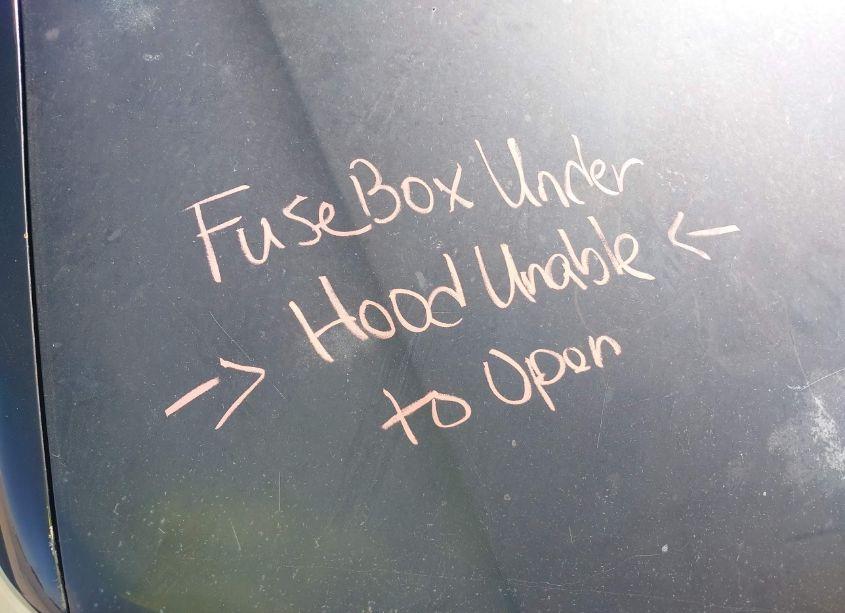 FuseBox Under
Hood Unable ←
→ to Open